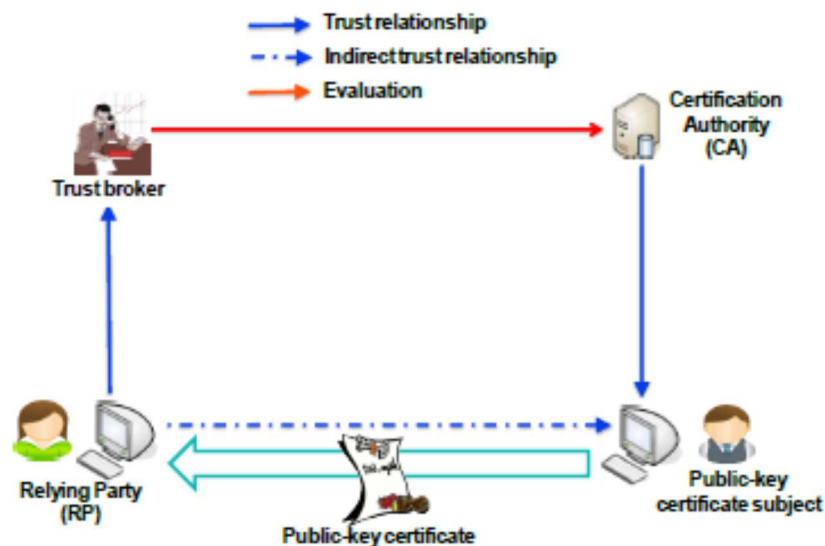 Trust relationship
Indirect trust relationship
Evaluation
Certification
Authority
(CA)
Trust broker
Relying Party
(RP)
Public-key certificate
Public-key
certificate subject